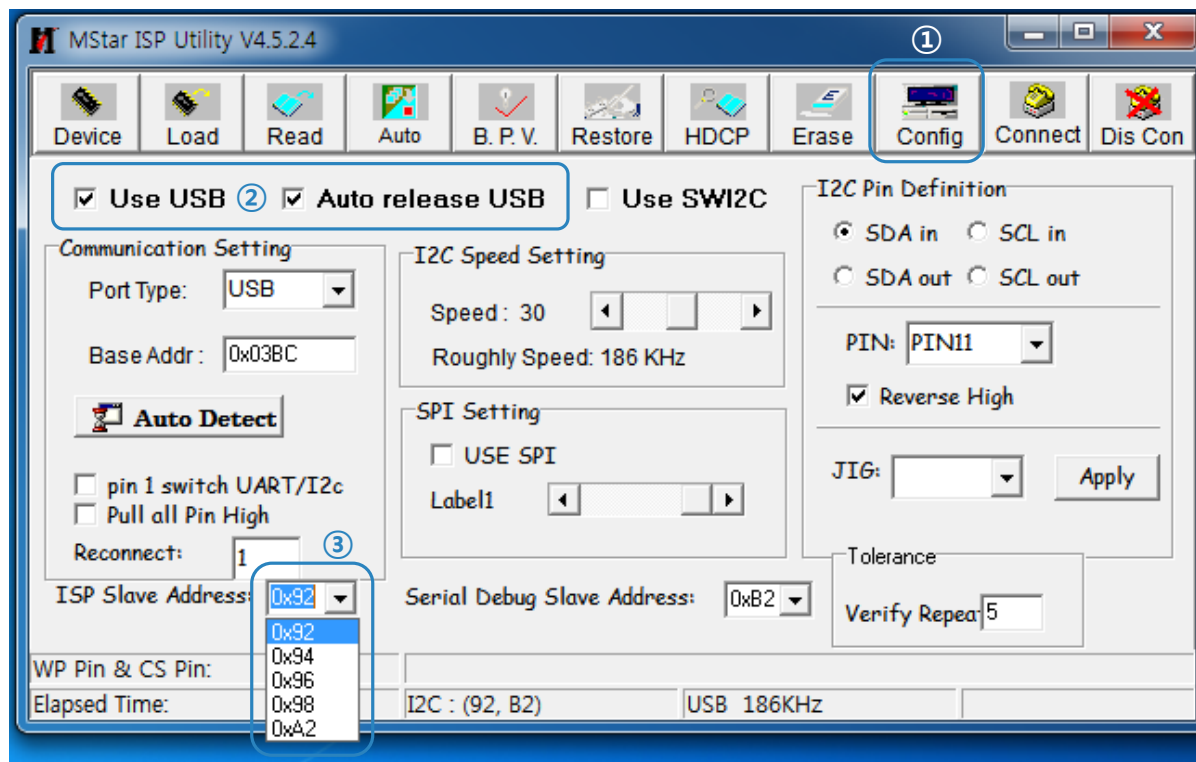 MStar ISP Utility V4.5.2.4
①
Device Load Read Auto B. P. V. Restore HDCP Erase Config Connect Dis Con
Use USB ② Auto release USB Use SWI2C
Communication Setting
Port Type: USB
Base Addr : 0x03BC
Auto Detect
pin 1 switch UART/I2c
Pull all Pin High
Reconnect: 1
③
ISP Slave Address: 0x92
0x92
0x94
0x96
0x98
0xA2
I2C Speed Setting
Speed : 30
Roughly Speed: 186 KHz
SPI Setting
USE SPI
Label1
Serial Debug Slave Address: 0xB2
I2C Pin Definition
SDA in SCL in
SDA out SCL out
PIN: PIN11
Reverse High
JIG: Apply
Tolerance
Verify Repeat 5
WP Pin & CS Pin:
Elapsed Time: I2C : (92, B2) USB 186KHz